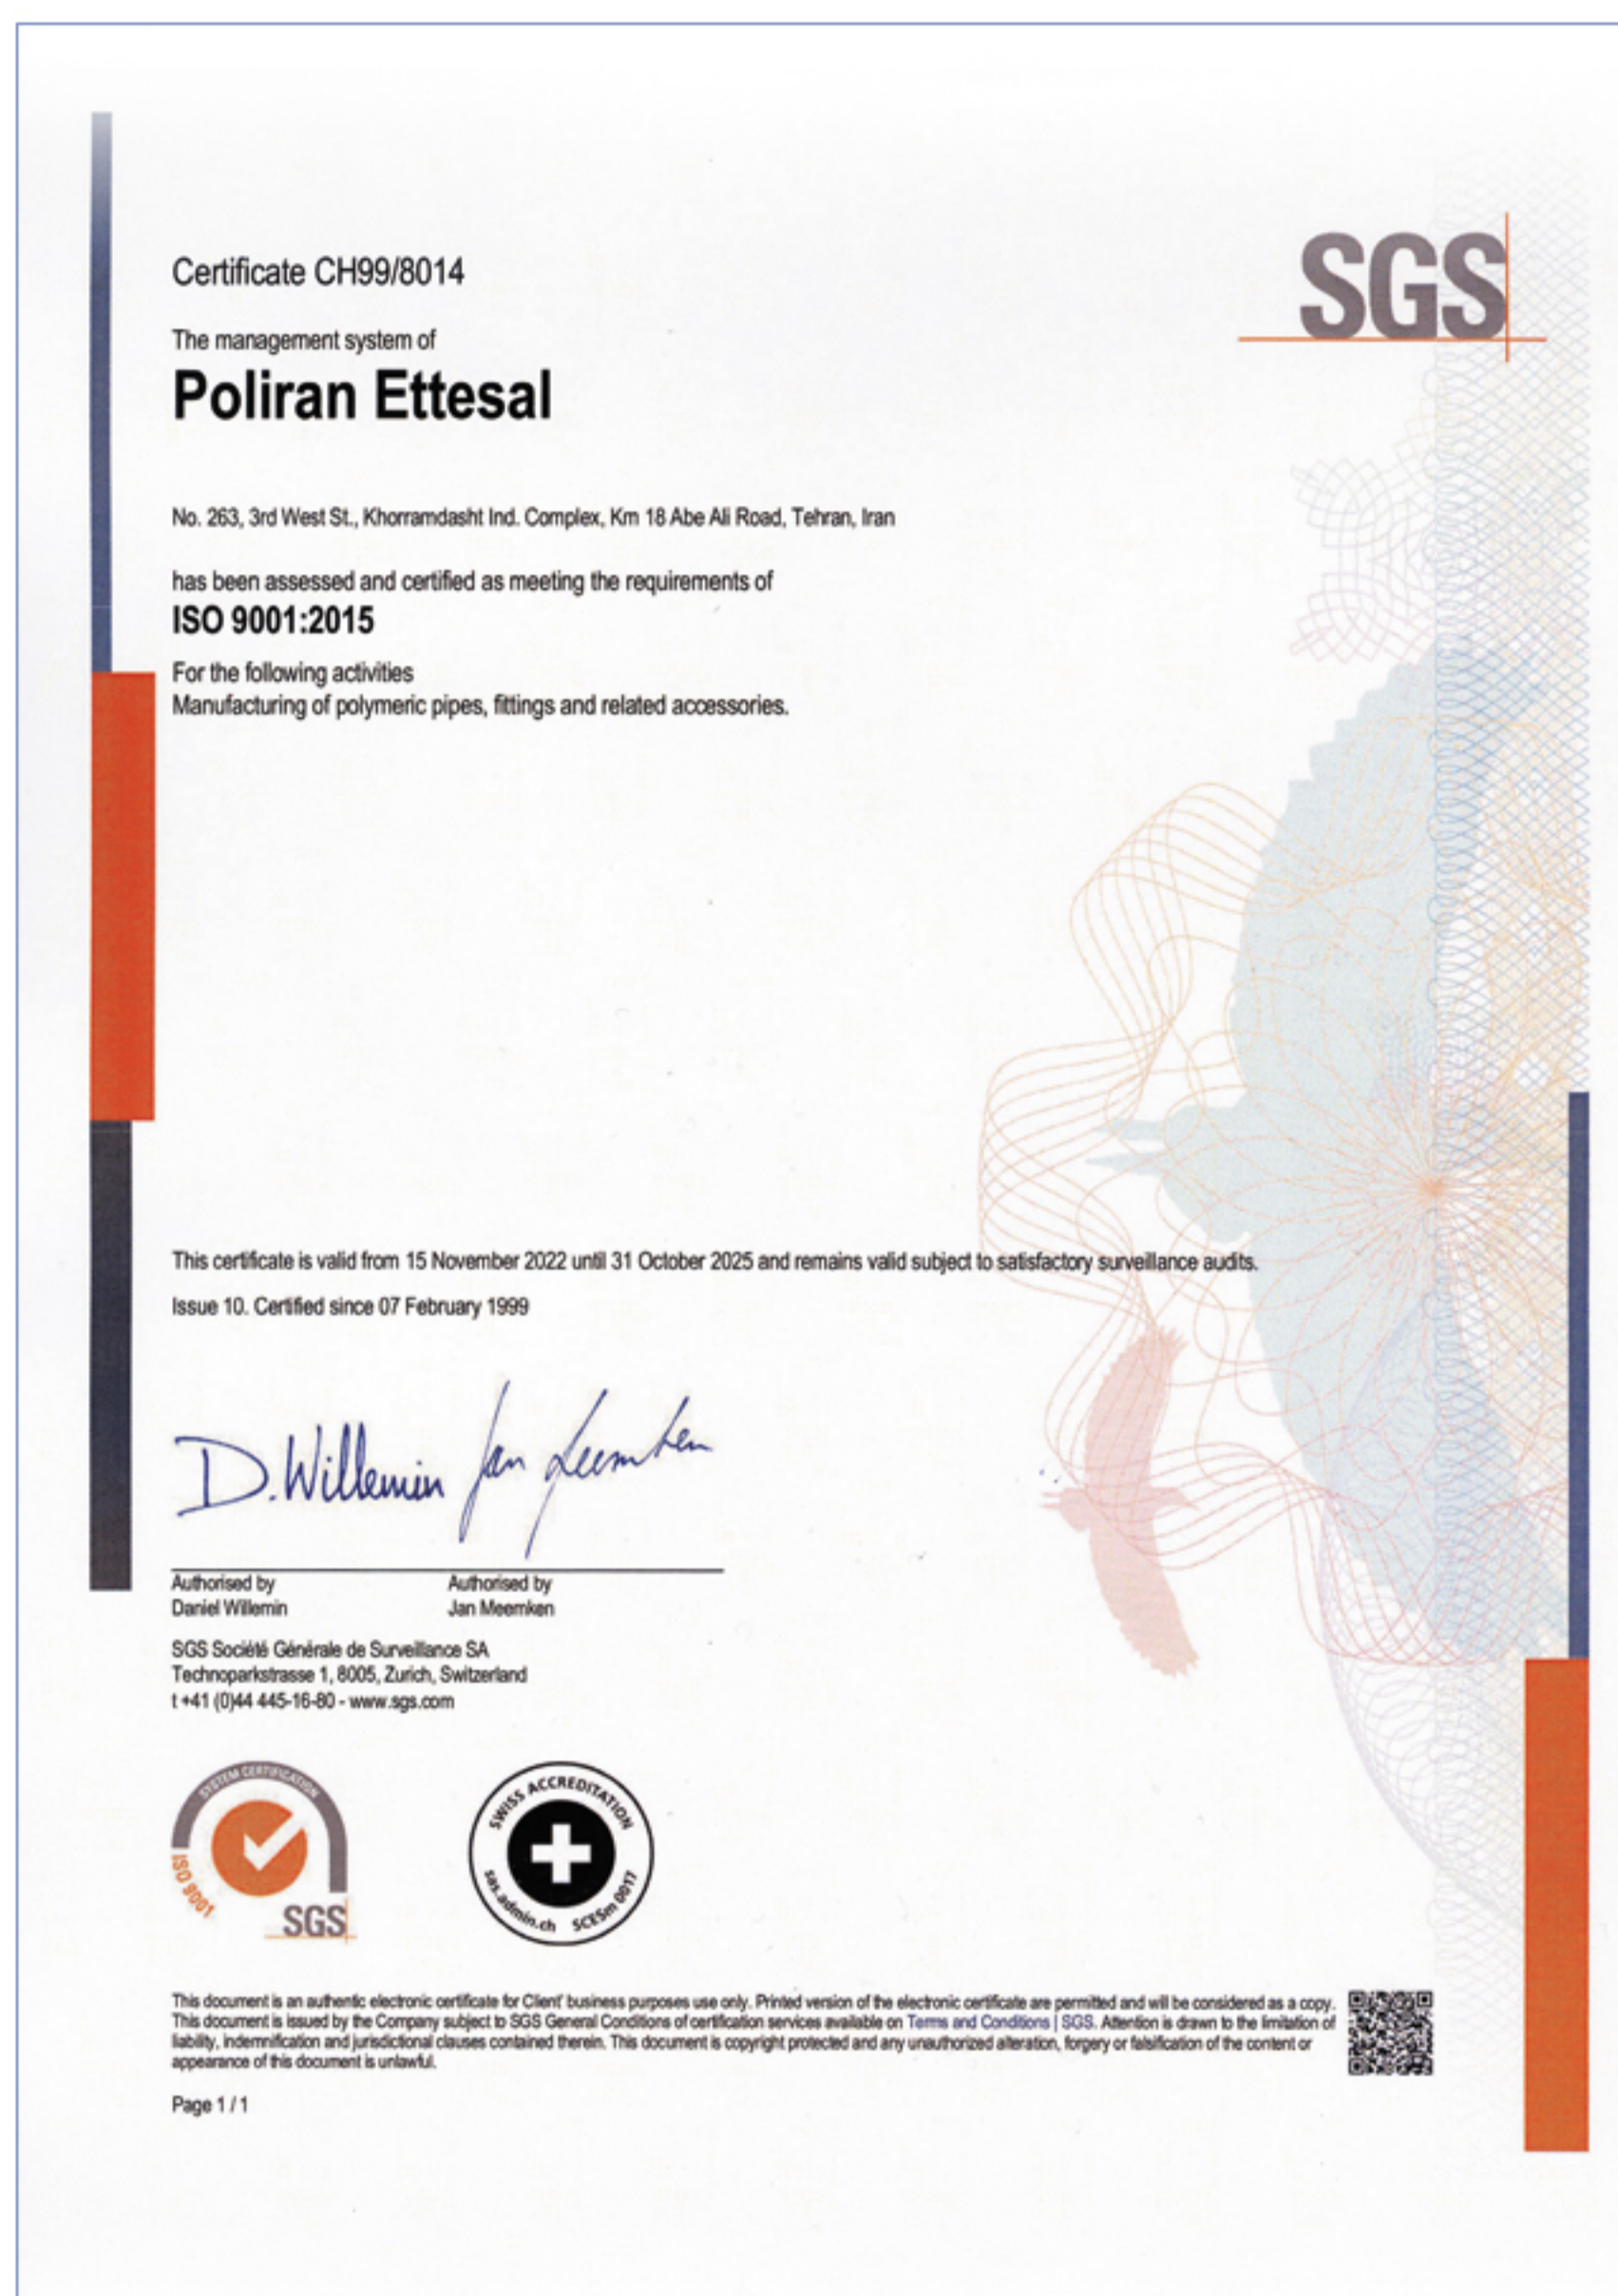 SGS
Certificate CH99/8014
The management system of
Poliran Ettesal
No. 263, 3rd West St., Khorramdasht Ind. Complex, Km 18 Abe Ali Road, Tehran, Iran
has been assessed and certified as meeting the requirements of
ISO 9001:2015
For the following activities
Manufacturing of polymeric pipes, fittings and related accessories.
This certificate is valid from 15 November 2022 until 31 October 2025 and remains valid subject to satisfactory surveillance audits.
Issue 10. Certified since 07 February 1999
D. Willemin Jan Meemken
Authorised by Authorised by
Daniel Willemin Jan Meemken
SGS Société Générale de Surveillance SA
Technoparkstrasse 1, 8005, Zurich, Switzerland
t +41 (0)44 445-16-80 - www.sgs.com
SYSTEM CERTIFICATION
ISO 9001
SGS
SWISS ACCREDITATION
sas.admin.ch SCESm 0017
This document is an authentic electronic certificate for Client' business purposes use only. Printed version of the electronic certificate are permitted and will be considered as a copy.
This document is issued by the Company subject to SGS General Conditions of certification services available on Terms and Conditions | SGS. Attention is drawn to the limitation of
liability, indemnification and jurisdictional clauses contained therein. This document is copyright protected and any unauthorized alteration, forgery or falsification of the content or
appearance of this document is unlawful.
Page 1 / 1